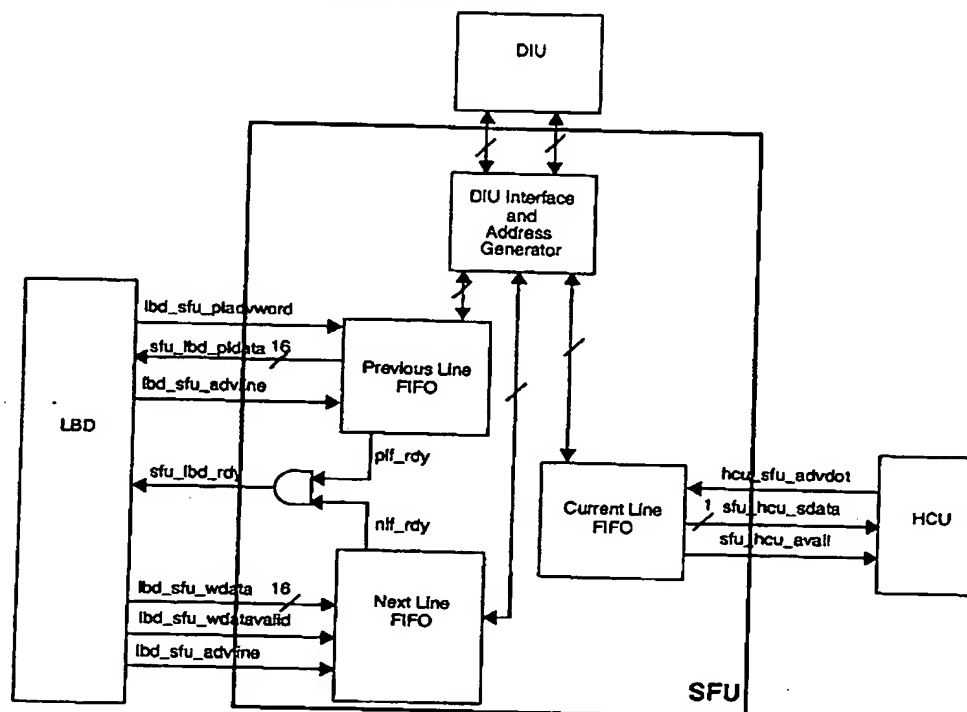 DIU
DIU Interface
and
Address
Generator
lbd_sfu_pladvword
sfu_lbd_pldata 16
lbd_sfu_advline
Previous Line
FIFO
LBD
plf_rdy
sfu_lbd_rdy
nlf_rdy
hcu_sfu_advdot
1 sfu_hcu_sdata
sfu_hcu_avail
Current Line
FIFO
HCU
lbd_sfu_wdata 16
lbd_sfu_wdatavalid
lbd_sfu_advline
Next Line
FIFO
SFU